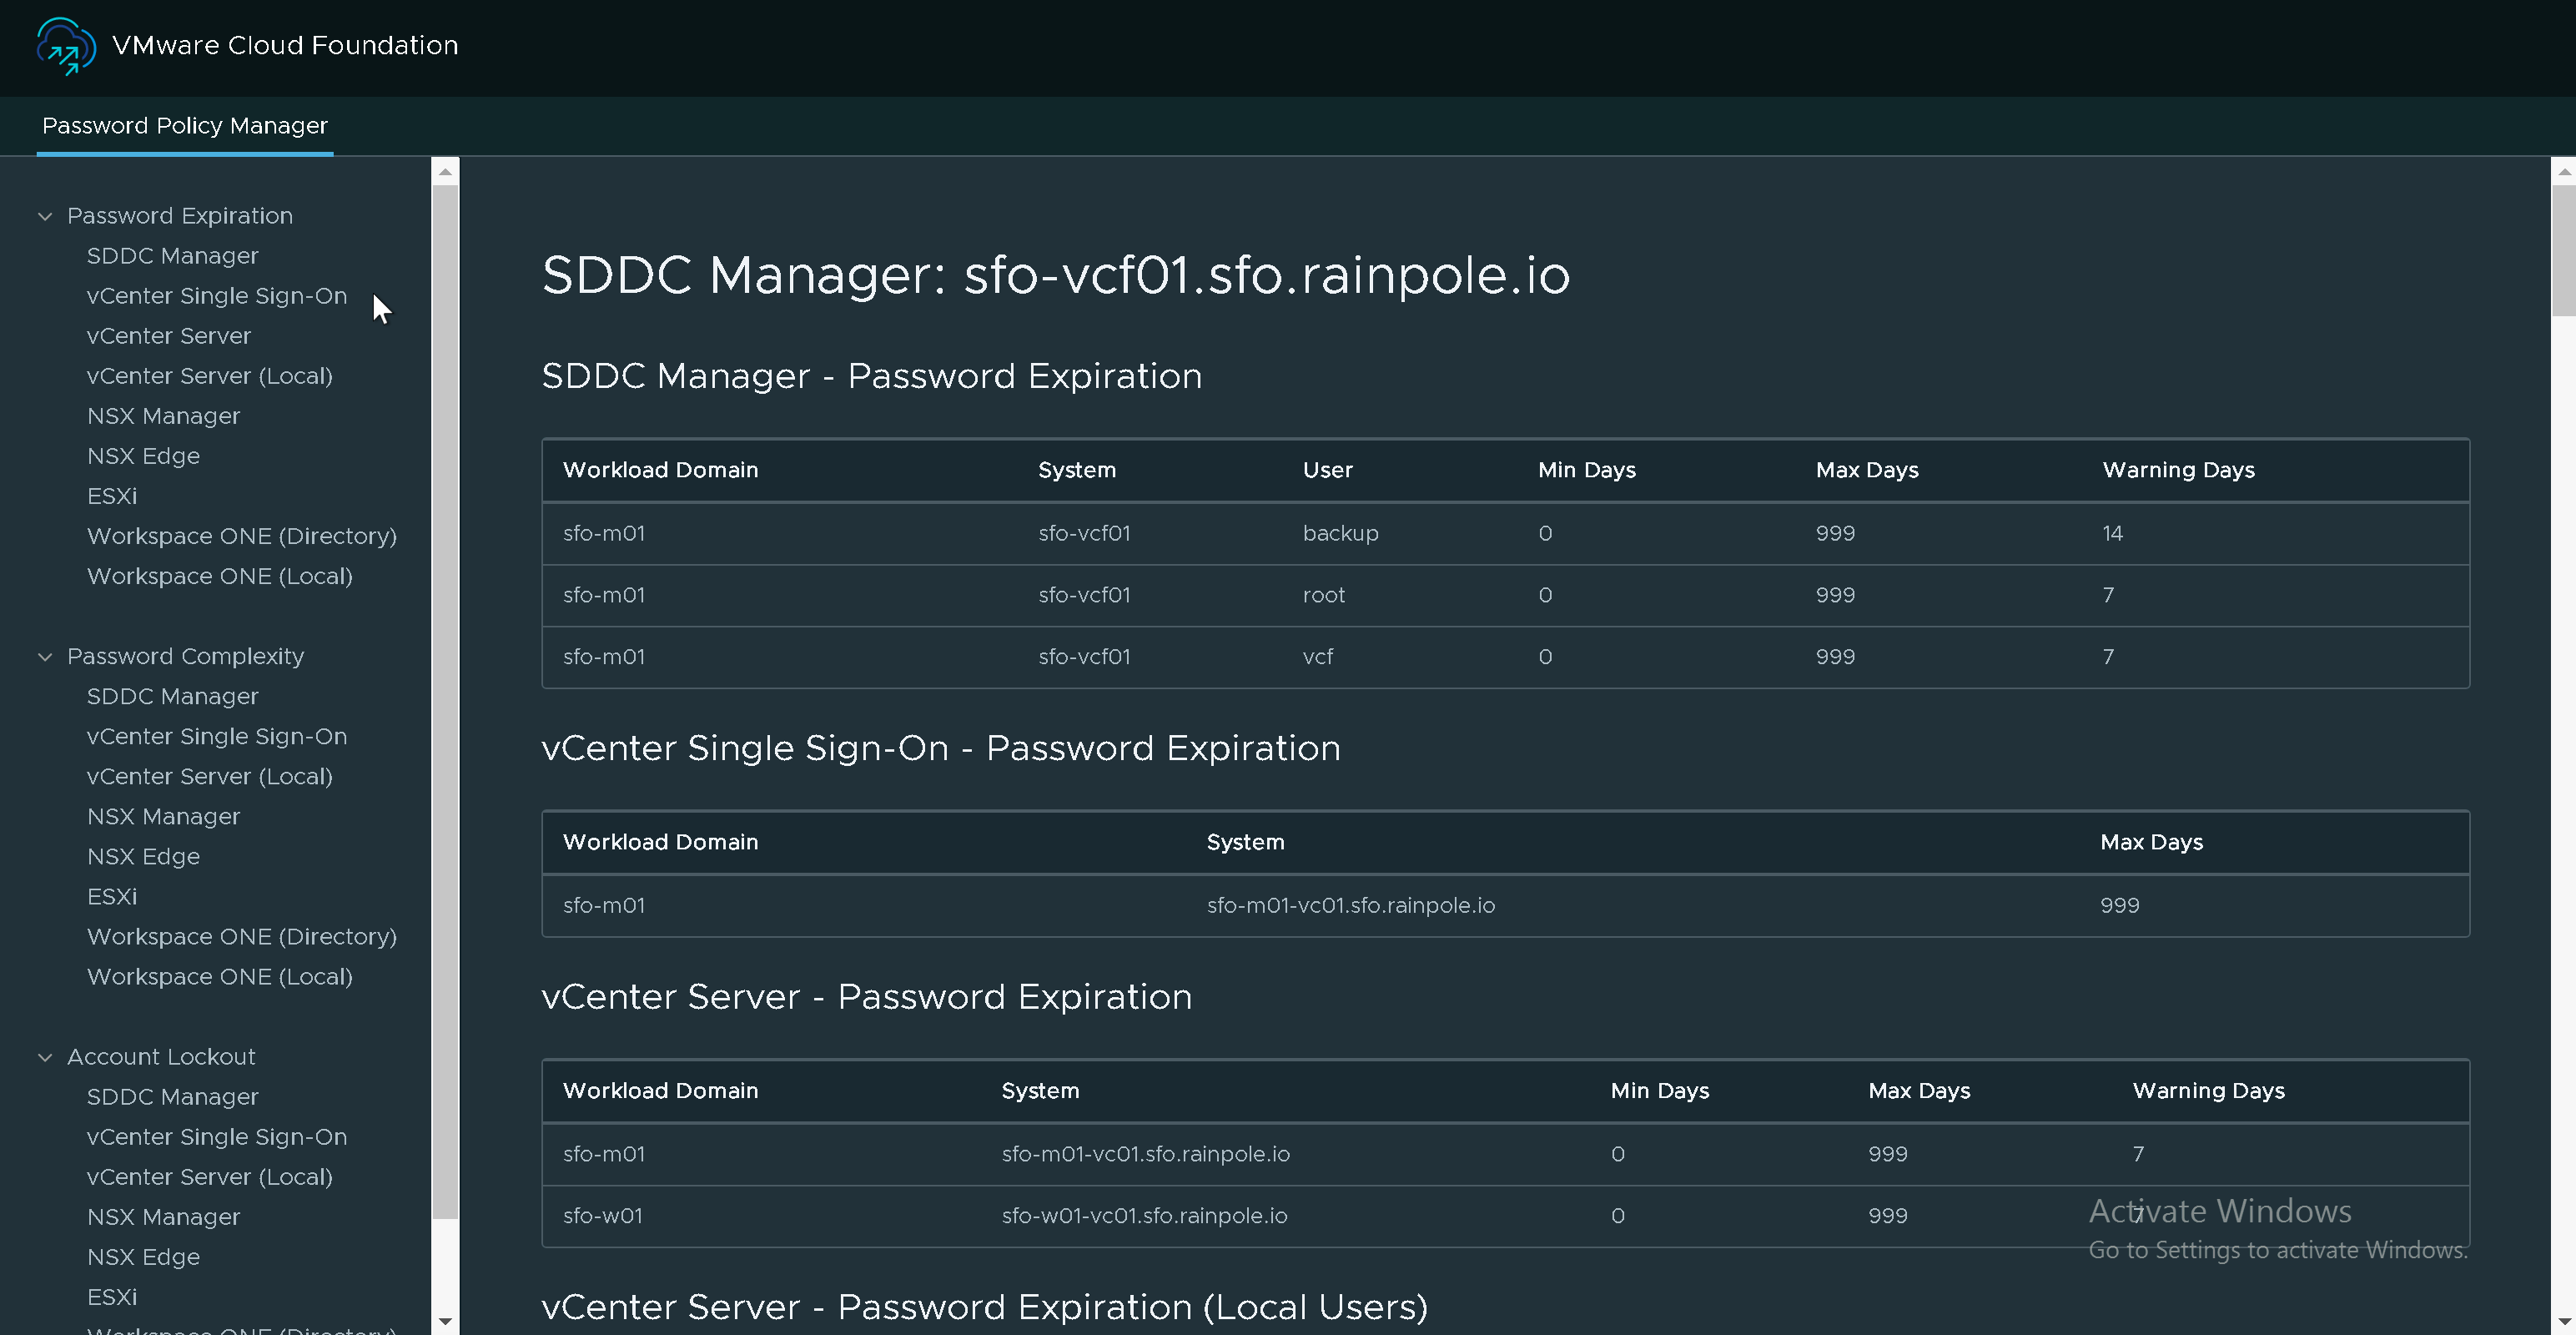 VMware Cloud Foundation
Password Policy Manager
Password Expiration
SDDC Manager
vCenter Single Sign-On
vCenter Server
vCenter Server (Local)
NSX Manager
NSX Edge
ESXi
Workspace ONE (Directory)
Workspace ONE (Local)
Password Complexity
SDDC Manager
vCenter Single Sign-On
vCenter Server (Local)
NSX Manager
NSX Edge
ESXi
Workspace ONE (Directory)
Workspace ONE (Local)
Account Lockout
SDDC Manager
vCenter Single Sign-On
vCenter Server (Local)
NSX Manager
NSX Edge
ESXi
Workspace ONE (Directory)
SDDC Manager: sfo-vcf01.sfo.rainpole.io
SDDC Manager - Password Expiration
Workload Domain System User Min Days Max Days Warning Days
sfo-m01 sfo-vcf01 backup 0 999 14
sfo-m01 sfo-vcf01 root 0 999 7
sfo-m01 sfo-vcf01 vcf 0 999 7
vCenter Single Sign-On - Password Expiration
Workload Domain System Max Days
sfo-m01 sfo-m01-vc01.sfo.rainpole.io 999
vCenter Server - Password Expiration
Workload Domain System Min Days Max Days Warning Days
sfo-m01 sfo-m01-vc01.sfo.rainpole.io 0 999 7
sfo-w01 sfo-w01-vc01.sfo.rainpole.io 0 999 7
Activate Windows
Go to Settings to activate Windows.
vCenter Server - Password Expiration (Local Users)